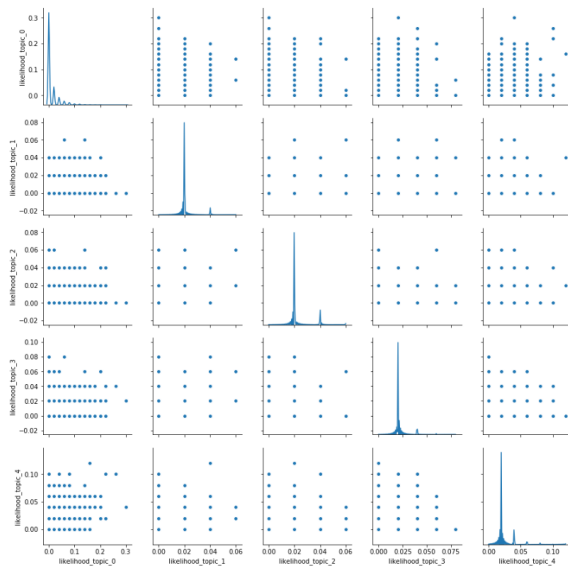 likelihood_topic_0
0.3
0.2
0.1
0.0
likelihood_topic_1
0.08
0.06
0.04
0.02
0.00
−0.02
likelihood_topic_2
0.08
0.06
0.04
0.02
0.00
−0.02
likelihood_topic_3
0.10
0.08
0.06
0.04
0.02
0.00
−0.02
likelihood_topic_4
0.10
0.05
0.00
0.0 0.1 0.2 0.3
likelihood_topic_0
0.00 0.02 0.04 0.06
likelihood_topic_1
0.00 0.02 0.04 0.06
likelihood_topic_2
0.000 0.025 0.050 0.075
likelihood_topic_3
0.00 0.05 0.10
likelihood_topic_4